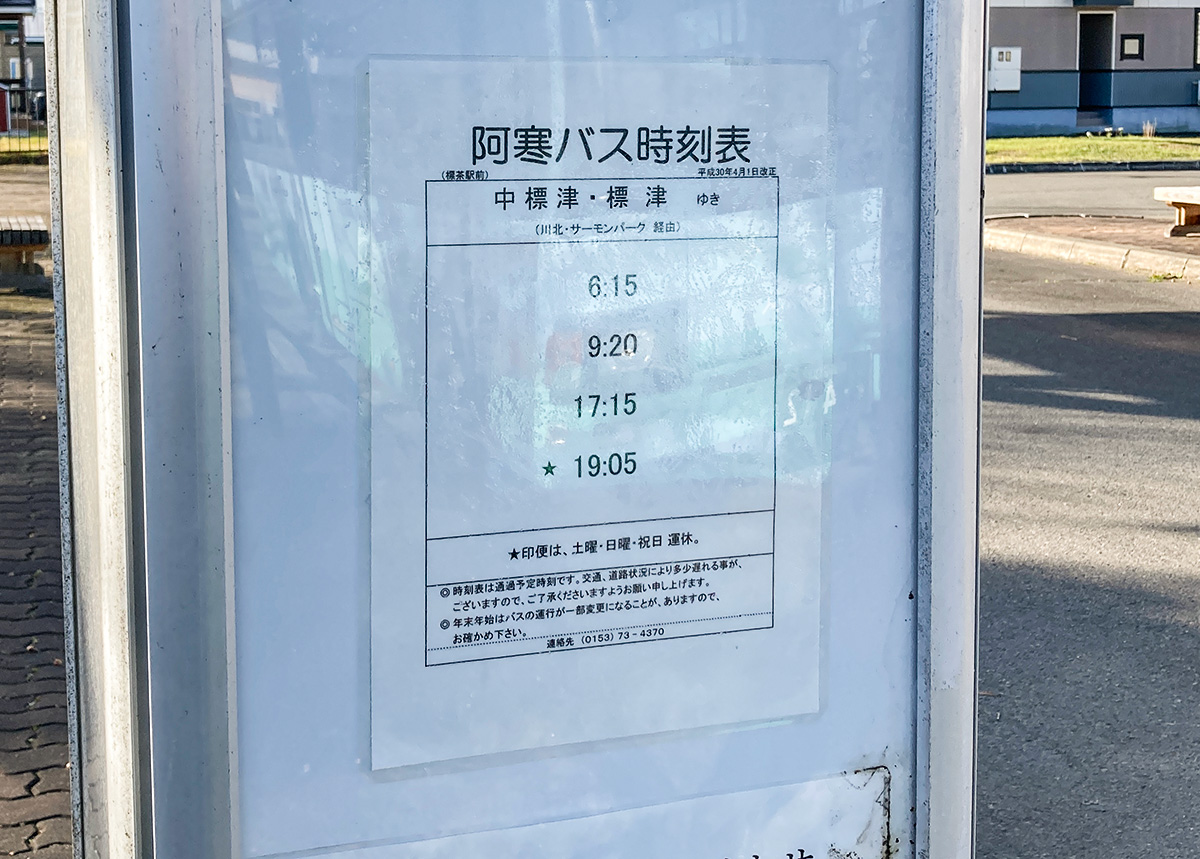 阿寒バス時刻表
(標茶駅前) 平成30年4月1日改正
中標津・標 津 ゆき
(川北・サーモンパーク 経由)
6:15
9:20
17:15
★ 19:05
★印便は、土曜・日曜・祝日 運休。
◎時刻表は通過予定時刻です。交通、道路状況により多少遅れる事が、
ございますので、ご了承くださいますようお願い申し上げます。
◎年末年始はバスの運行が一部変更になることが、ありますので、
お確かめ下さい。
連絡先 (0153) 73-4370